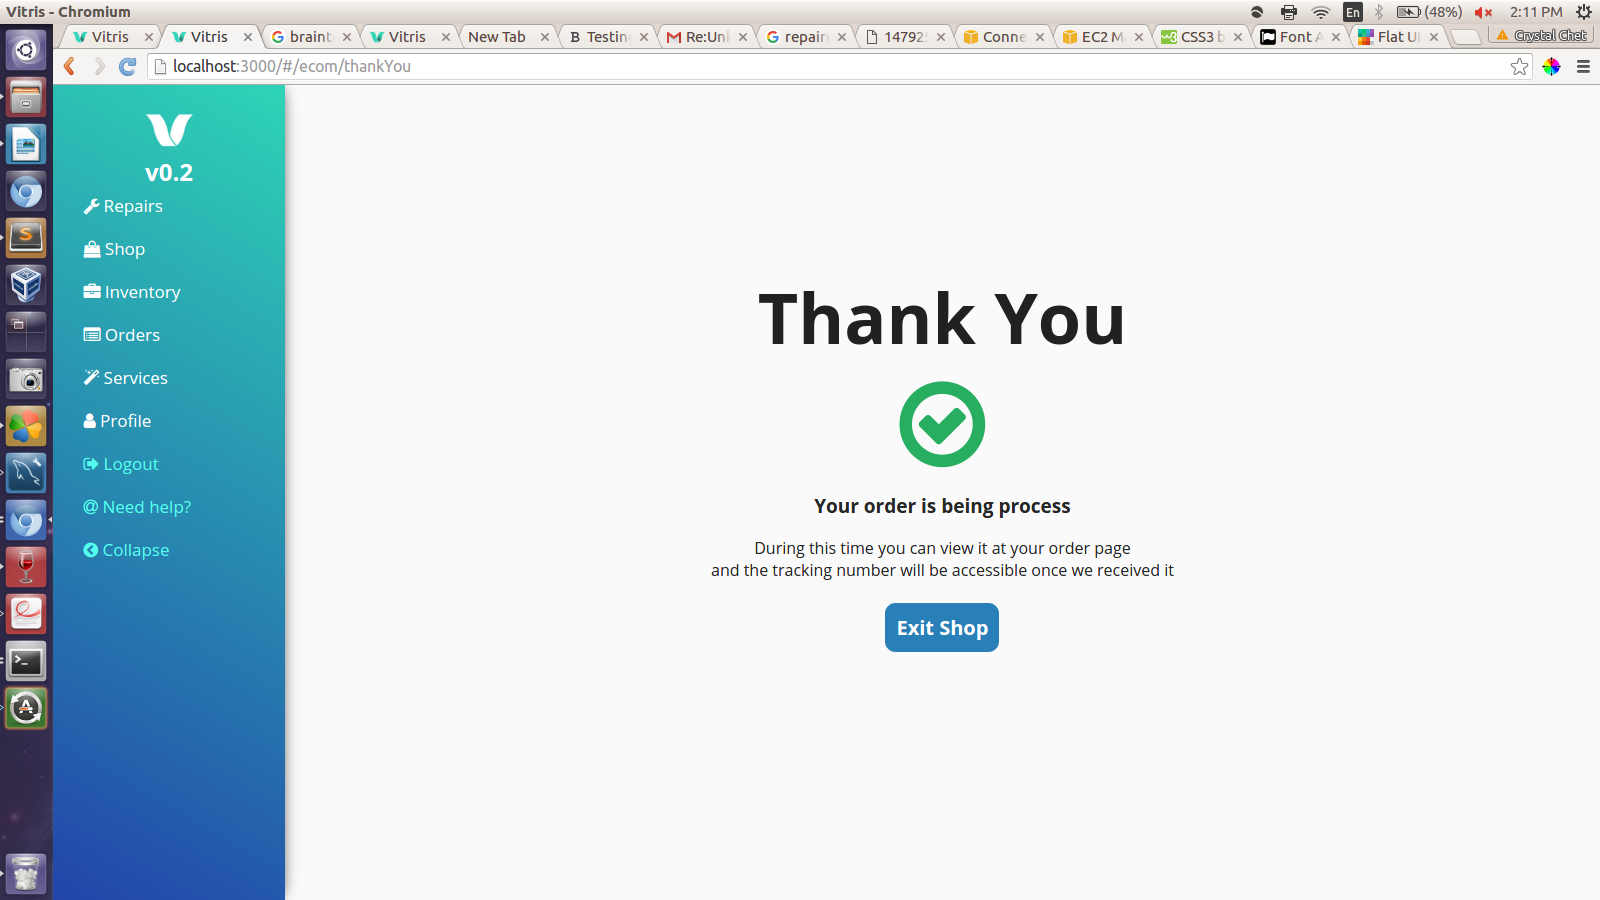 Vitris - Chromium
En
(48%)
2:11 PM
Vitris
Vitris
braint
Vitris
New Tab
Testin
Re:Unl
repair
14792
Conne
EC2 M
CSS3 b
Font A
Flat UI
Crystal Chet
localhost:3000/#/ecom/thankYou
v0.2
Repairs
Shop
Inventory
Orders
Services
Profile
Logout
Need help?
Collapse
Thank You
Your order is being process
During this time you can view it at your order page
and the tracking number will be accessible once we received it
Exit Shop